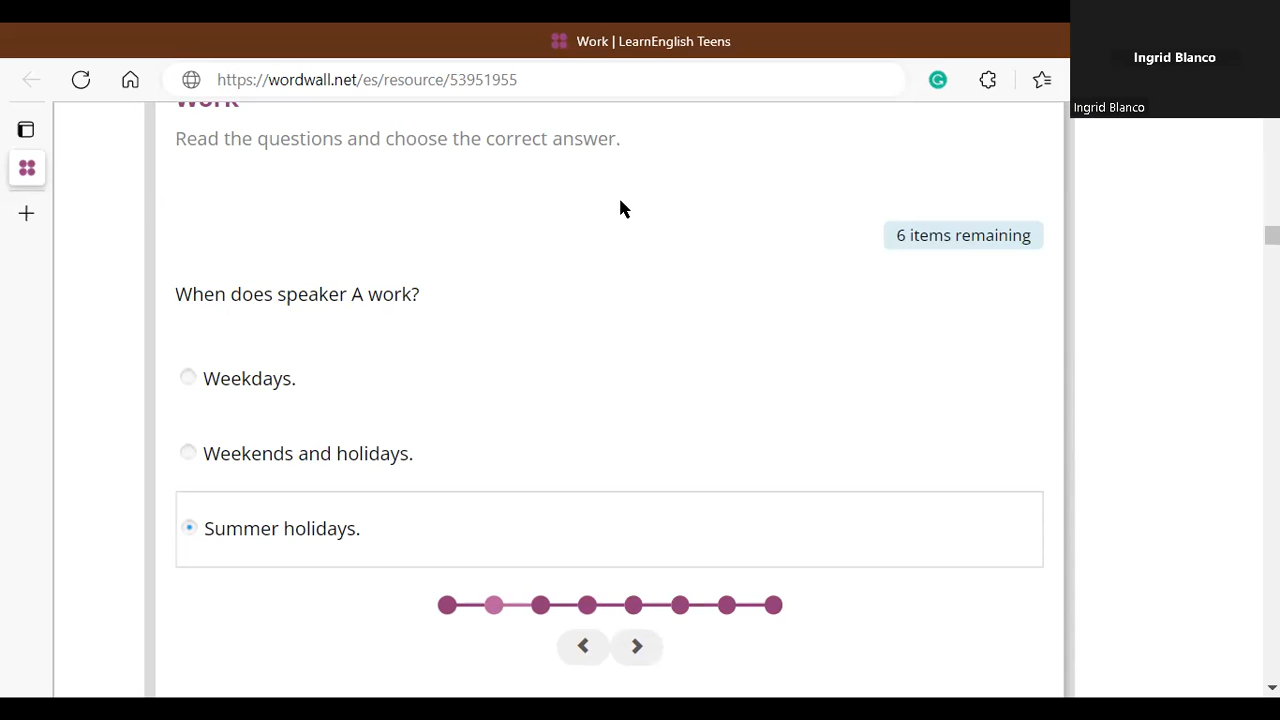 Work | LearnEnglish Teens
Ingrid Blanco
https://wordwall.net/es/resource/53951955
Ingrid Blanco
Work
Read the questions and choose the correct answer.
6 items remaining
When does speaker A work?
Weekdays.
Weekends and holidays.
Summer holidays.